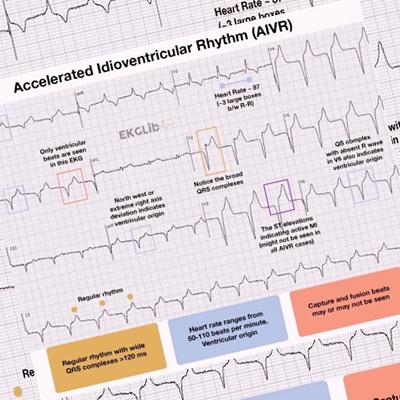 Heart Rate ~ 87
(~3 large boxes
Accelerated Idioventricular Rhythm (AIVR)
Heart Rate ~ 87
(~3 large boxes
b/w R-R)
EKGLib
Only ventricular
beats are seen
in this EKG
Notice the broad
QRS complexes
QS complex
with absent R wave
in V6 also indicates
ventricular origin
North west or
extreme right axis
deviation indicates
ventricular origin
The ST elevations
indicating active MI
(might not be seen in
all AIVR cases)
Regular rhythm
Regular rhythm with wide
QRS complexes >120 ms
Heart rate ranges from
50-110 beats per minute.
Ventricular origin
Capture and fusion beats
may or may not be seen
wit
in
Re